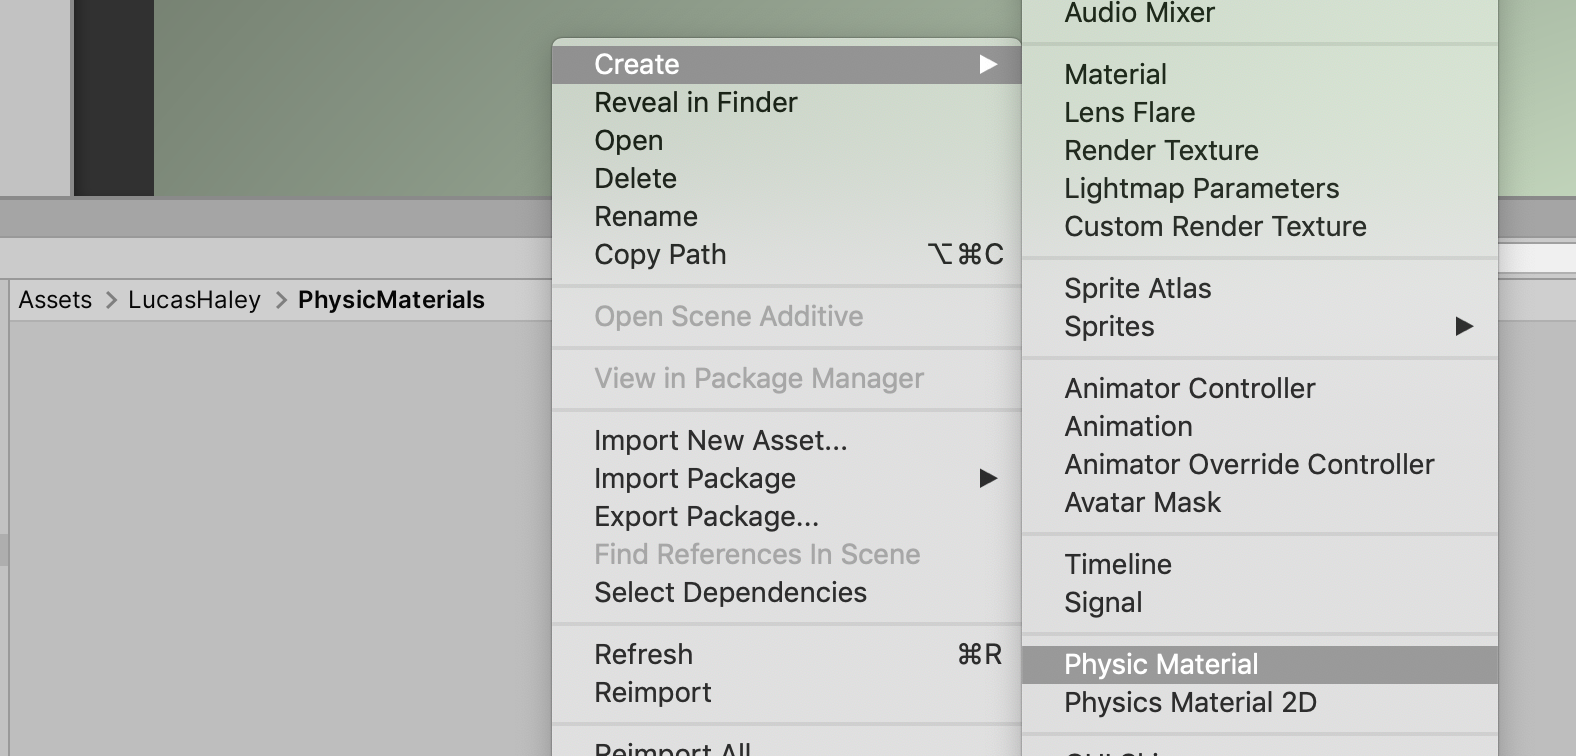 Audio Mixer
Create
Material
Reveal in Finder
Lens Flare
Open
Render Texture
Delete
Lightmap Parameters
Rename
Custom Render Texture
Copy Path ⌥⌘C
Assets > LucasHaley > PhysicMaterials
Sprite Atlas
Open Scene Additive
Sprites
View in Package Manager
Animator Controller
Import New Asset...
Animation
Import Package
Animator Override Controller
Export Package...
Avatar Mask
Find References In Scene
Timeline
Select Dependencies
Signal
Refresh ⌘R
Physic Material
Reimport
Physics Material 2D
Reimport All